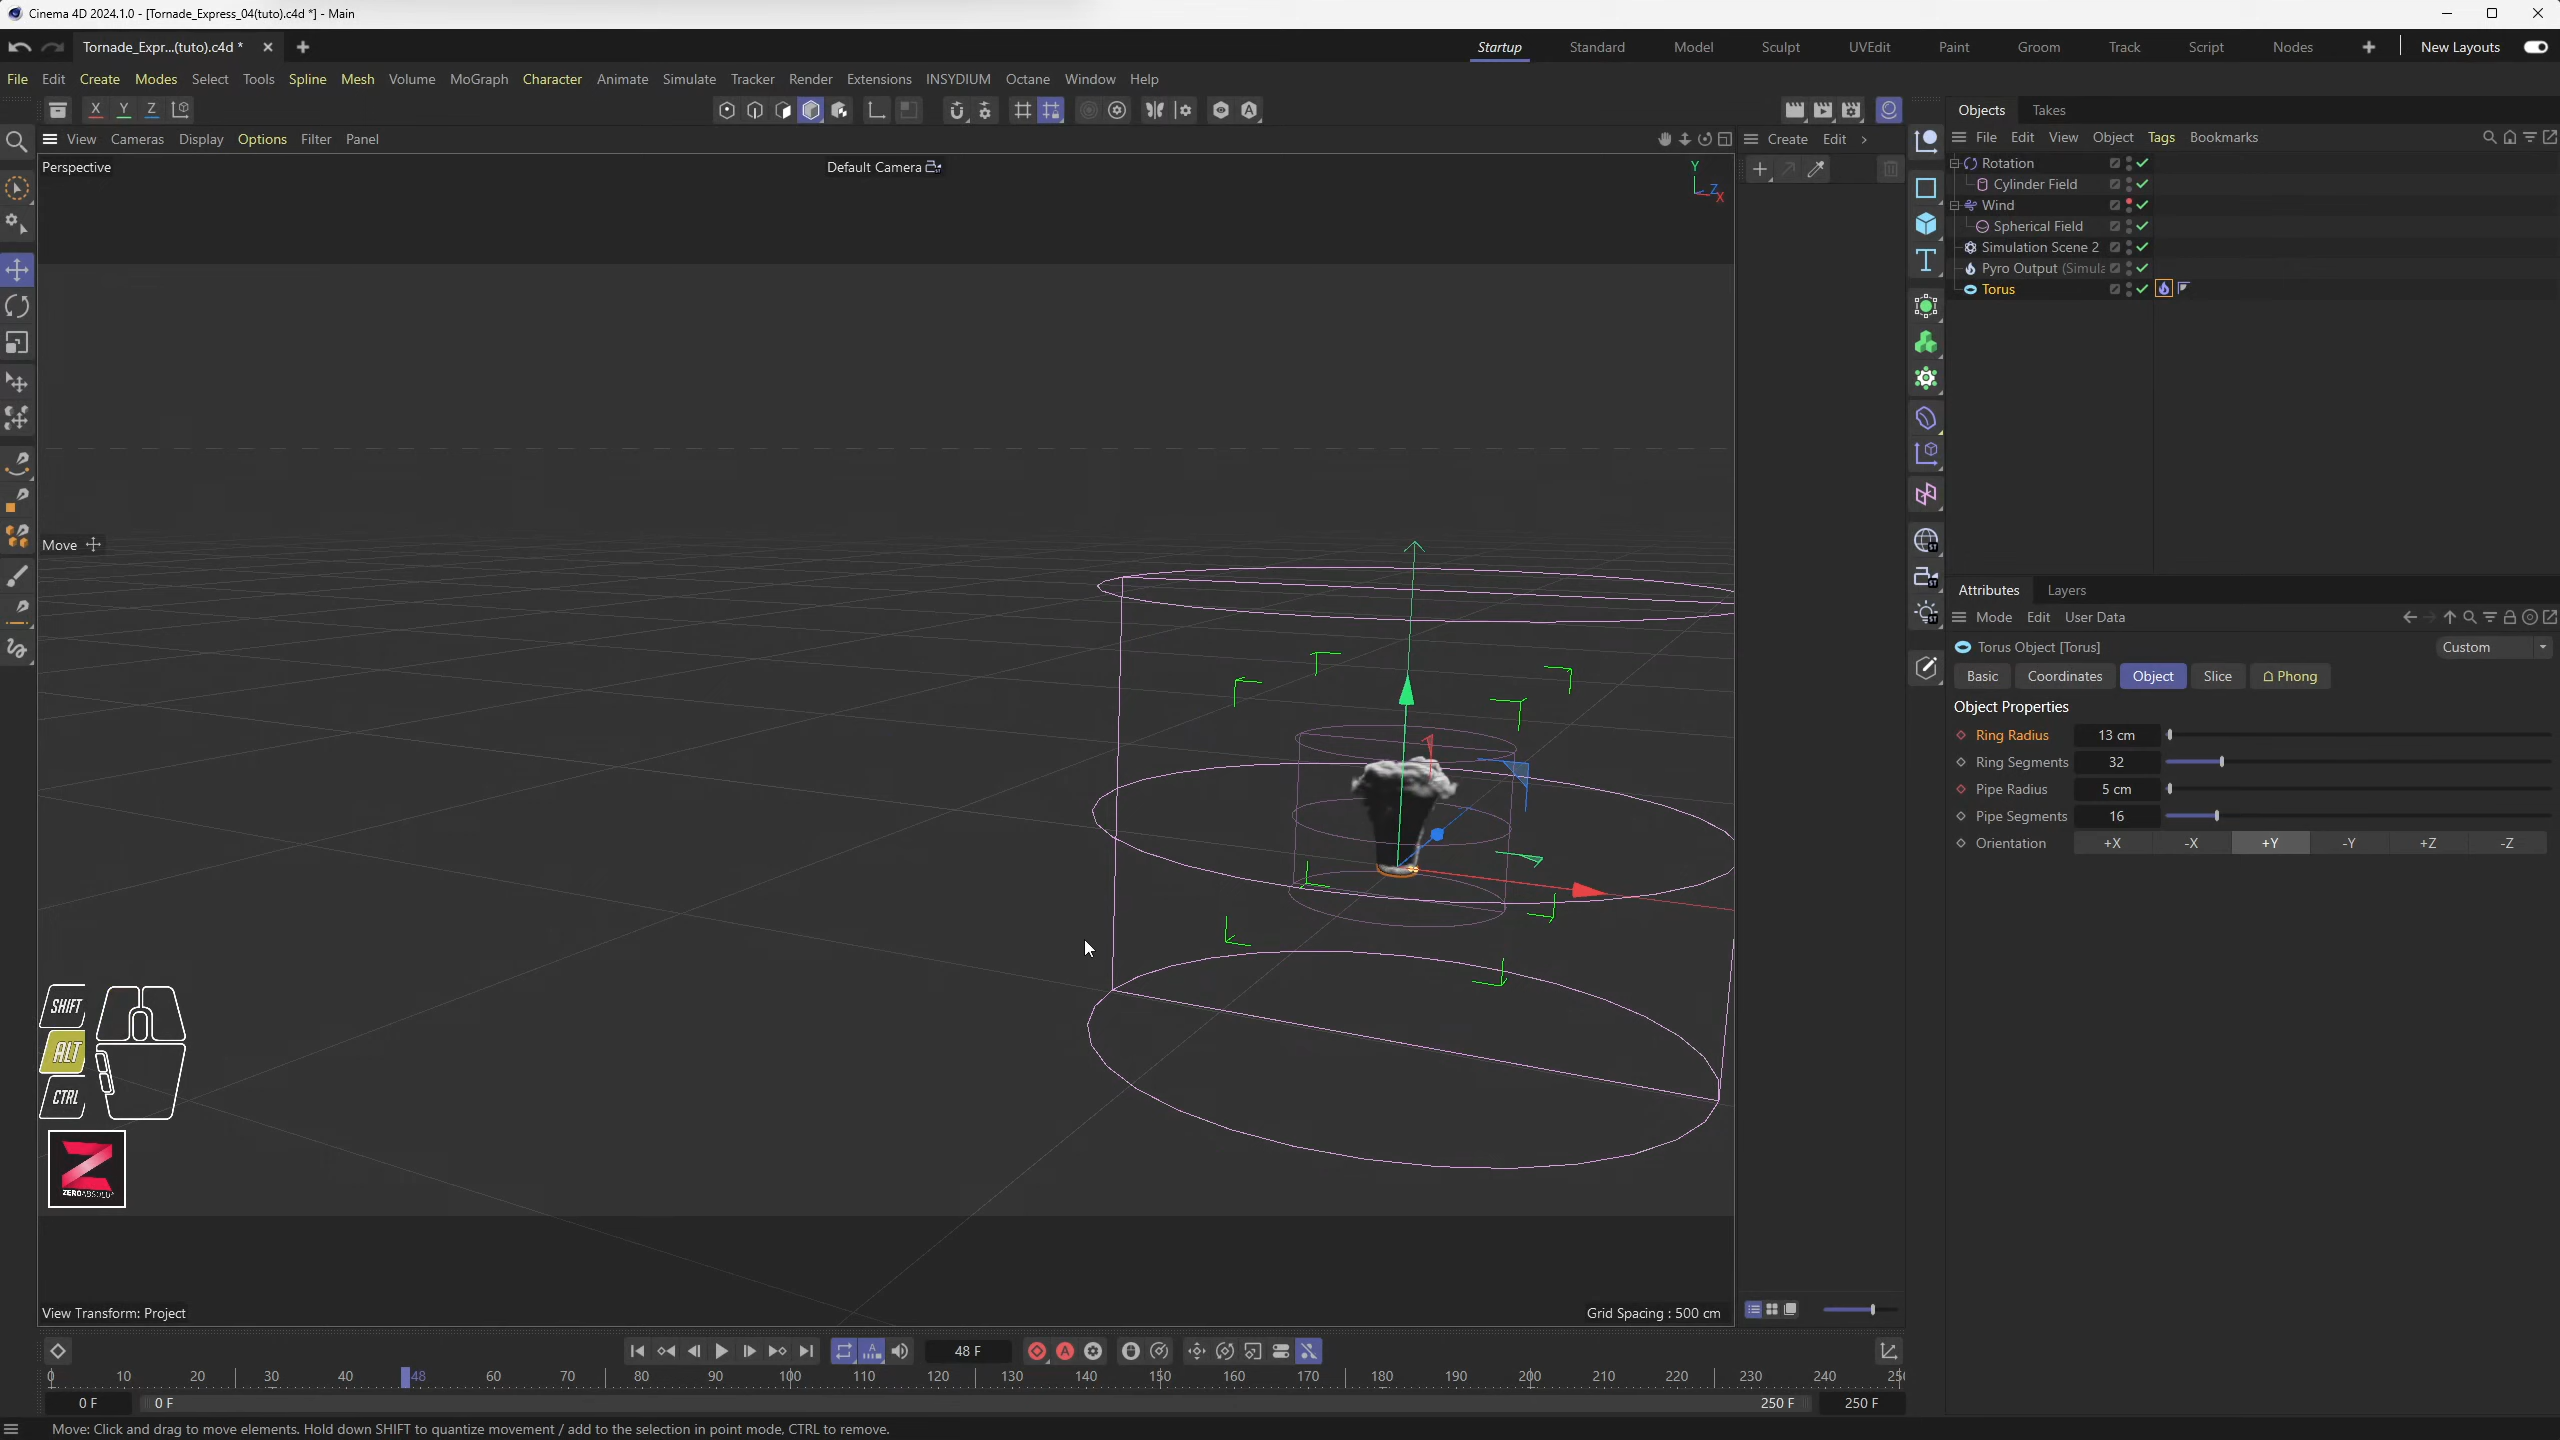 Cinema 4D 2024.1.0 - [Tornade_Express_04(tuto).c4d *] - Main
Tornade_Expr...(tuto).c4d *
Startup Standard Model Sculpt UVEdit Paint Groom Track Script Nodes New Layouts
File Edit Create Modes Select Tools Spline Mesh Volume MoGraph Character Animate Simulate Tracker Render Extensions INSYDIUM Octane Window Help
X Y Z
Objects Takes
View Cameras Display Options Filter Panel
Create Edit
File Edit View Object Tags Bookmarks
Perspective
Default Camera
Y
Z
X
Rotation
Cylinder Field
Wind
Spherical Field
Simulation Scene 2
Pyro Output (Simula
Torus
Move
Attributes Layers
Mode Edit User Data
Torus Object [Torus]
Custom
Basic Coordinates Object Slice Phong
Object Properties
Ring Radius 13 cm
Ring Segments 32
Pipe Radius 5 cm
Pipe Segments 16
Orientation +X -X +Y -Y +Z -Z
SHIFT
ALT
CTRL
Z
ZEROABSOLU
View Transform: Project
Grid Spacing : 500 cm
48 F
0 10 20 30 40 48 60 70 80 90 100 110 120 130 140 150 160 170 180 190 200 210 220 230 240 25
0 F 0 F 250 F 250 F
Move: Click and drag to move elements. Hold down SHIFT to quantize movement / add to the selection in point mode, CTRL to remove.